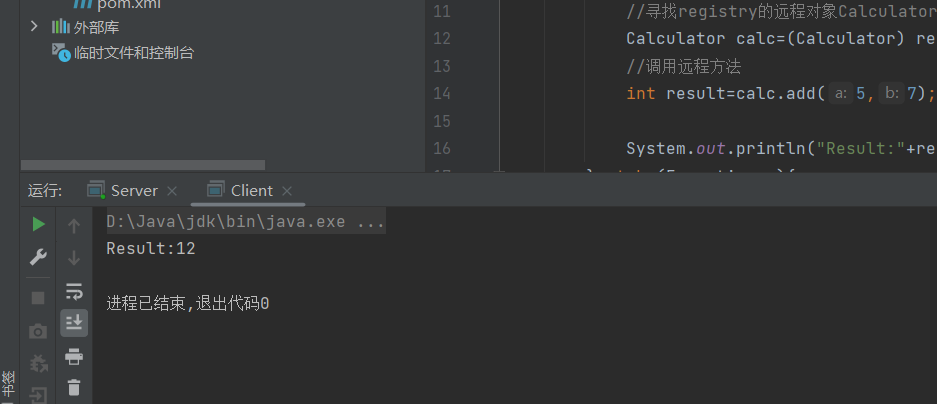 pom.xml
外部库
临时文件和控制台
11 //寻找registry的远程对象Calculator
12 Calculator calc=(Calculator) re
13 //调用远程方法
14 int result=calc.add( a: 5, b: 7);
15
16 System.out.println("Result:"+re
运行: Server Client
D:\Java\jdk\bin\java.exe ...
Result:12
进程已结束,退出代码0
书签